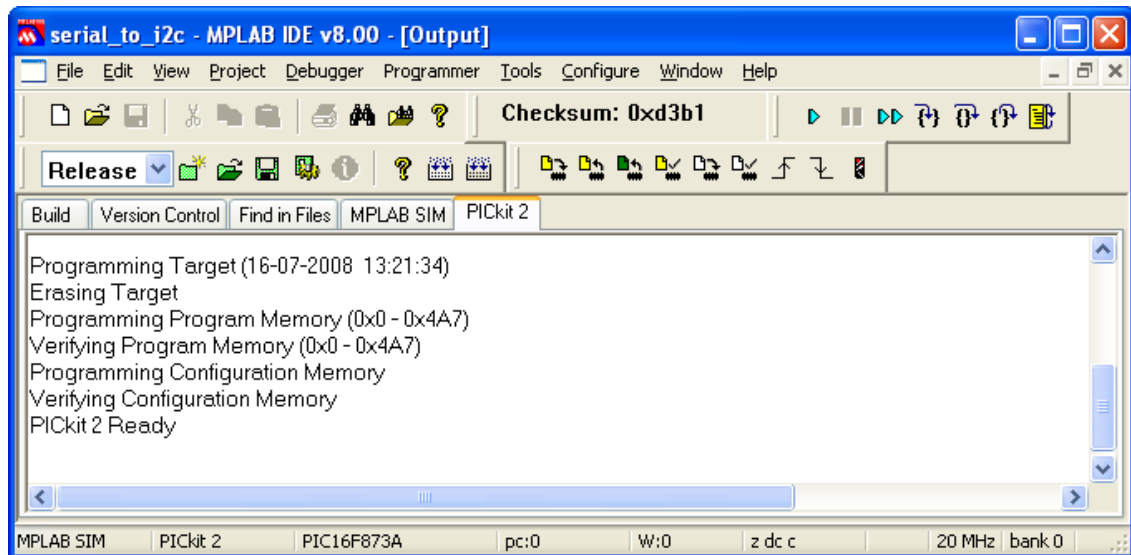 serial_to_i2c - MPLAB IDE v8.00 - [Output]
File Edit View Project Debugger Programmer Tools Configure Window Help
Checksum: 0xd3b1
Release
Build Version Control Find in Files MPLAB SIM PICkit 2
Programming Target (16-07-2008 13:21:34)
Erasing Target
Programming Program Memory (0x0 - 0x4A7)
Verifying Program Memory (0x0 - 0x4A7)
Programming Configuration Memory
Verifying Configuration Memory
PICkit 2 Ready
MPLAB SIM PICkit 2 PIC16F873A pc:0 W:0 z dc c 20 MHz bank 0